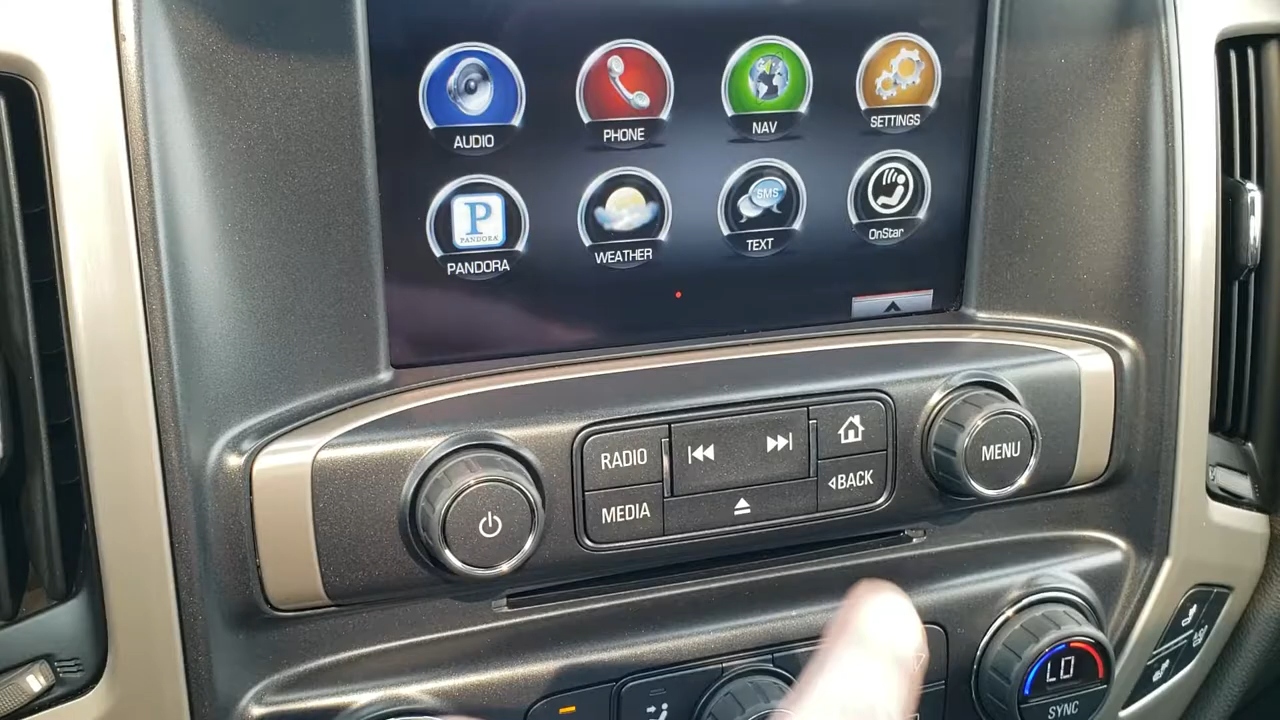 AUDIO
PHONE
NAV
SETTINGS
P
PANDORA
PANDORA
WEATHER
SMS
TEXT
OnStar
RADIO
MEDIA
BACK
MENU
LO
SYNC